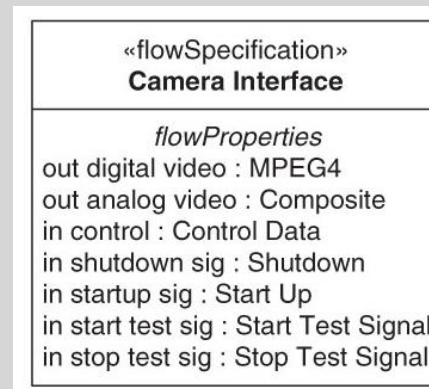 «flowSpecification»
Camera Interface
flowProperties
out digital video : MPEG4
out analog video : Composite
in control : Control Data
in shutdown sig : Shutdown
in startup sig : Start Up
in start test sig : Start Test Signal
in stop test sig : Stop Test Signal